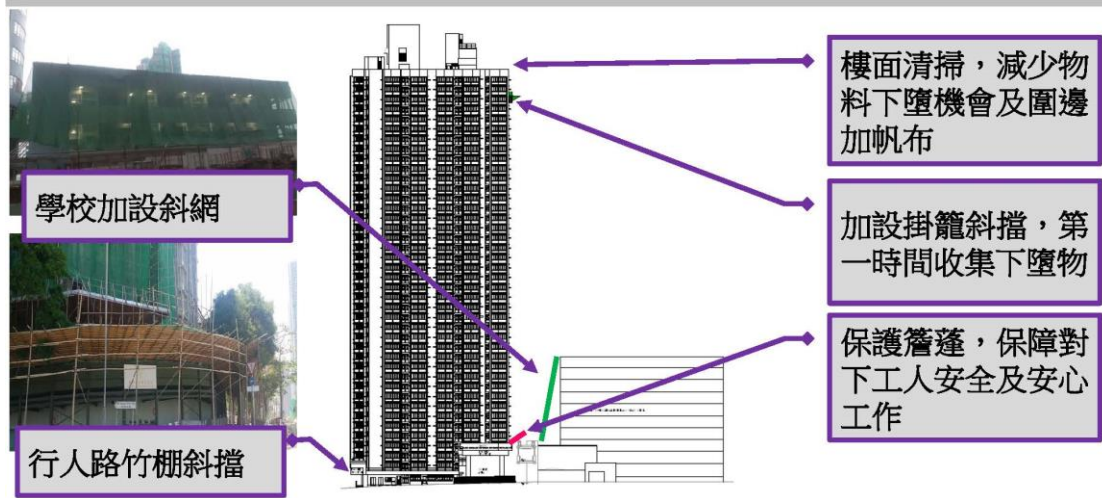 學校加設斜網
行人路竹棚斜擋
樓面清掃，減少物
料下墮機會及圍邊
加帆布
加設掛籠斜擋，第
一時間收集下墮物
保護簷蓬，保障對
下工人安全及安心
工作